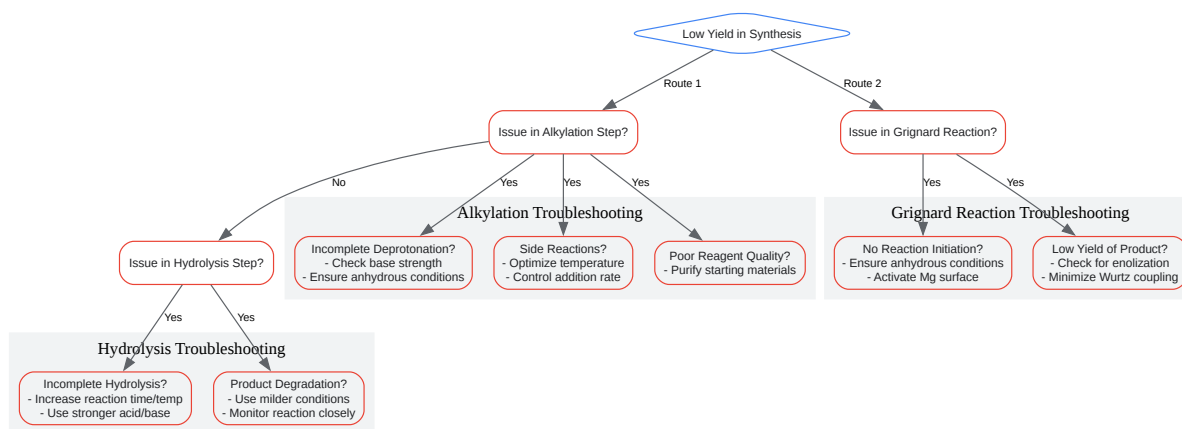 Low Yield in Synthesis
Route 1
Route 2
Issue in Alkylation Step?
Issue in Grignard Reaction?
No
Yes
Yes
Yes
Yes
Yes
Alkylation Troubleshooting
Grignard Reaction Troubleshooting
Issue in Hydrolysis Step?
Incomplete Deprotonation?
- Check base strength
- Ensure anhydrous conditions
Side Reactions?
- Optimize temperature
- Control addition rate
Poor Reagent Quality?
- Purify starting materials
No Reaction Initiation?
- Ensure anhydrous conditions
- Activate Mg surface
Low Yield of Product?
- Check for enolization
- Minimize Wurtz coupling
Yes
Yes
Hydrolysis Troubleshooting
Incomplete Hydrolysis?
- Increase reaction time/temp
- Use stronger acid/base
Product Degradation?
- Use milder conditions
- Monitor reaction closely